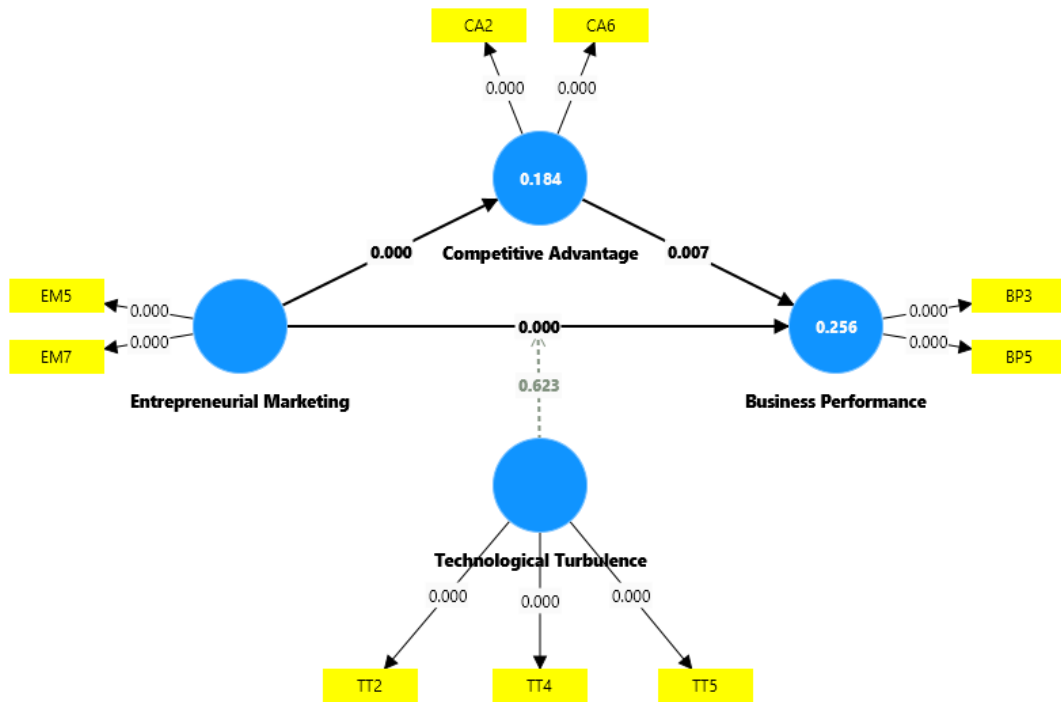 CA2
CA6
0.000
0.000
0.184
0.000
Competitive Advantage
0.007
EM5
0.000
EM7
0.000
0.000
0.256
0.000
BP3
0.000
BP5
0.623
Entrepreneurial Marketing
Business Performance
Technological Turbulence
0.000
0.000
0.000
TT2
TT4
TT5